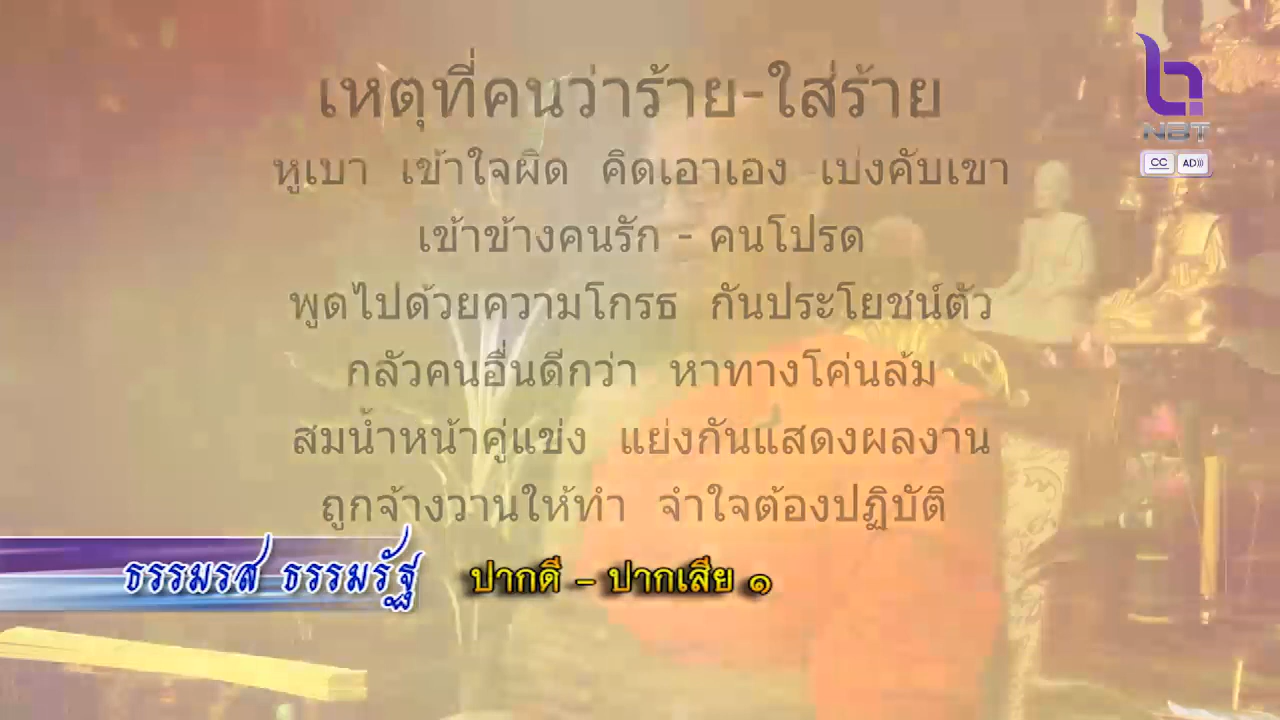 เหตุที่คนว่าร้าย-ใส่ร้าย
หูเบา เข้าใจผิด คิดเอาเอง เบ่งคับเขา
เข้าข้างคนรัก - คนโปรด
พูดไปด้วยความโกรธ กันประโยชน์ตัว
กลัวคนอื่นดีกว่า หาทางโค่นล้ม
สมน้ำหน้าคู่แข่ง แย่งกันแสดงผลงาน
ถูกจ้างวานให้ทำ จำใจต้องปฏิบัติ
ธรรมรส ธรรมรัฐ
ปากดี - ปากเสีย ๑
NBT
CC AD